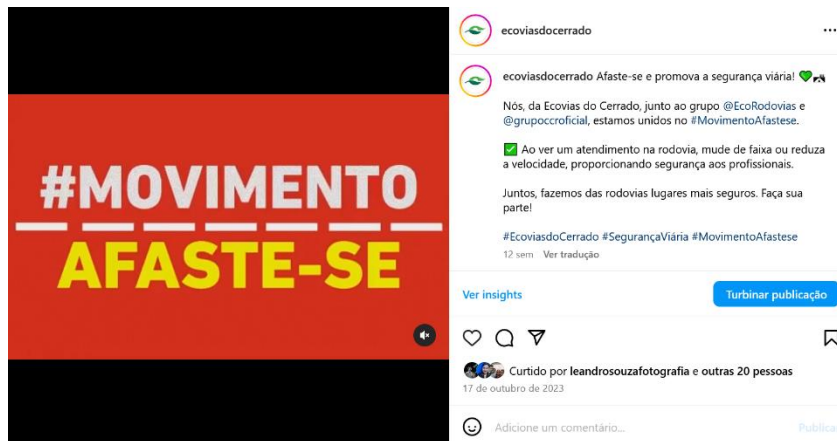 #MOVIMENTO
AFASTE-SE
ecoviasdocerrado
ecoviasdocerrado Afaste-se e promova a segurança viária! 💚🛣
Nós, da Ecovias do Cerrado, junto ao grupo @EcoRodovias e
@grupoccroficial, estamos unidos no #MovimentoAfastese.
✅ Ao ver um atendimento na rodovia, mude de faixa ou reduza
a velocidade, proporcionando segurança aos profissionais.
Juntos, fazemos das rodovias lugares mais seguros. Faça sua
parte!
#EcoviasdoCerrado #SegurançaViária #MovimentoAfastese
12 sem Ver tradução
Ver insights
Turbinar publicação
Curtido por leandrosouzafotografia e outras 20 pessoas
17 de outubro de 2023
Adicione um comentário...
Publica